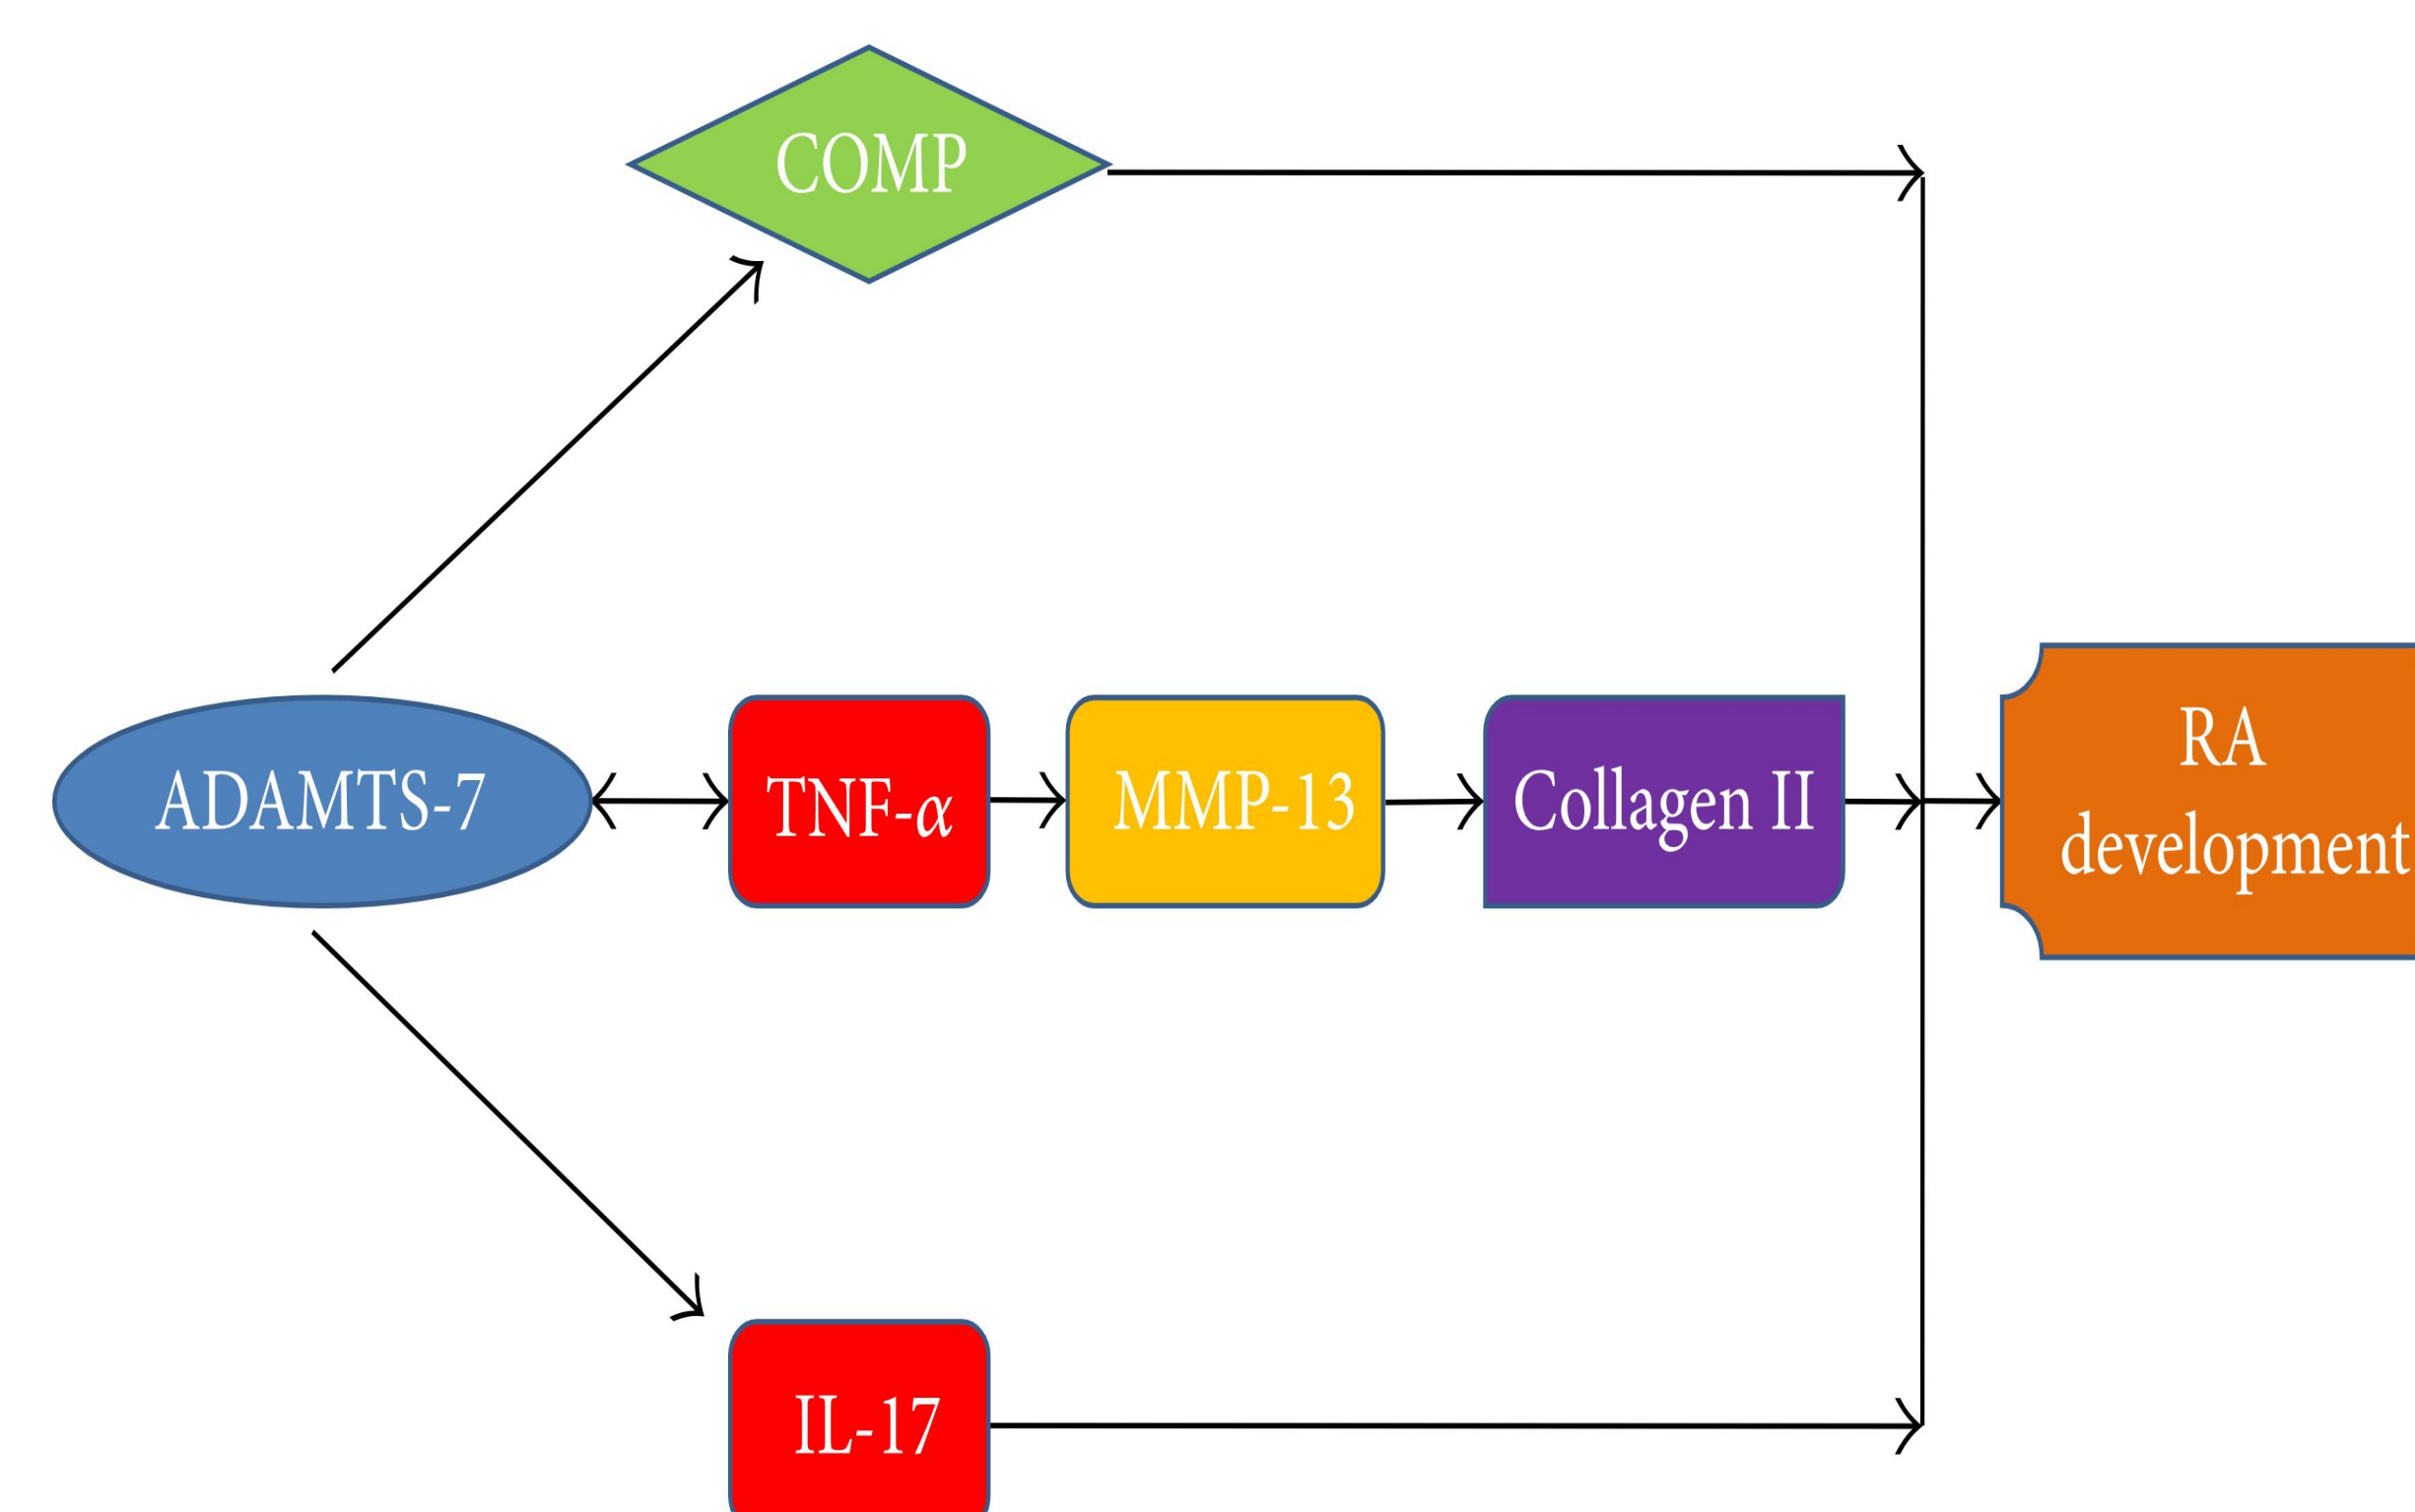 COMP
ADAMTS-7
TNF-α
MMP-13
Collagen II
RA
development
IL-17